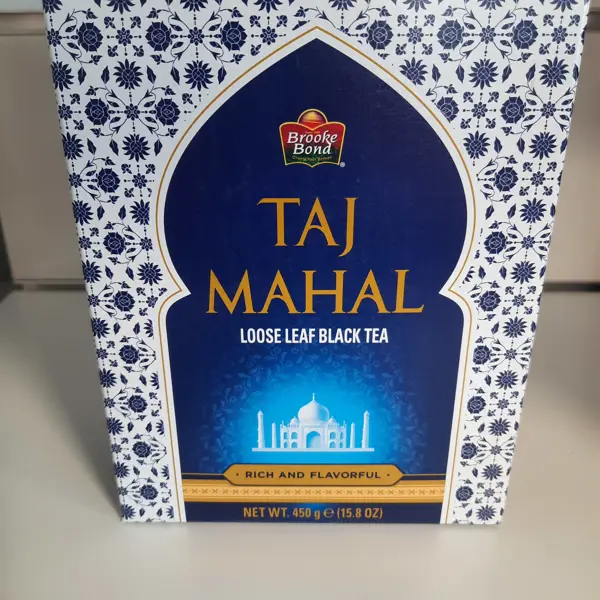 Brooke
Bond
®
TAJ
MAHAL
LOOSE LEAF BLACK TEA
· RICH AND FLAVORFUL ·
NET WT. 450 g ℮ (15.8 OZ)